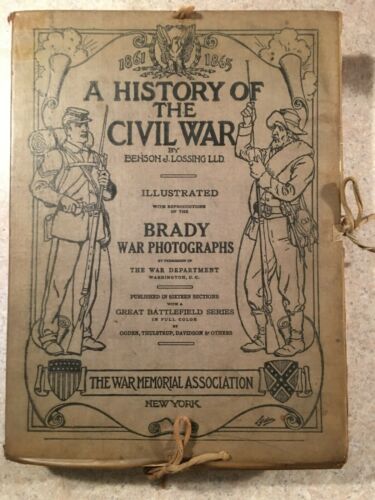 1861 1865
A HISTORY OF
THE
CIVIL WAR
BY
BENSON J. LOSSING LLD.
ILLUSTRATED
WITH REPRODUCTIONS
OF THE
BRADY
WAR PHOTOGRAPHS
BY PERMISSION OF
THE WAR DEPARTMENT
WASHINGTON, D. C.
PUBLISHED IN SIXTEEN SECTIONS
WITH A
GREAT BATTLEFIELD SERIES
IN FULL COLOR
BY
OGDEN, THULSTRUP, DAVIDSON & OTHERS
THE WAR MEMORIAL ASSOCIATION
NEW YORK